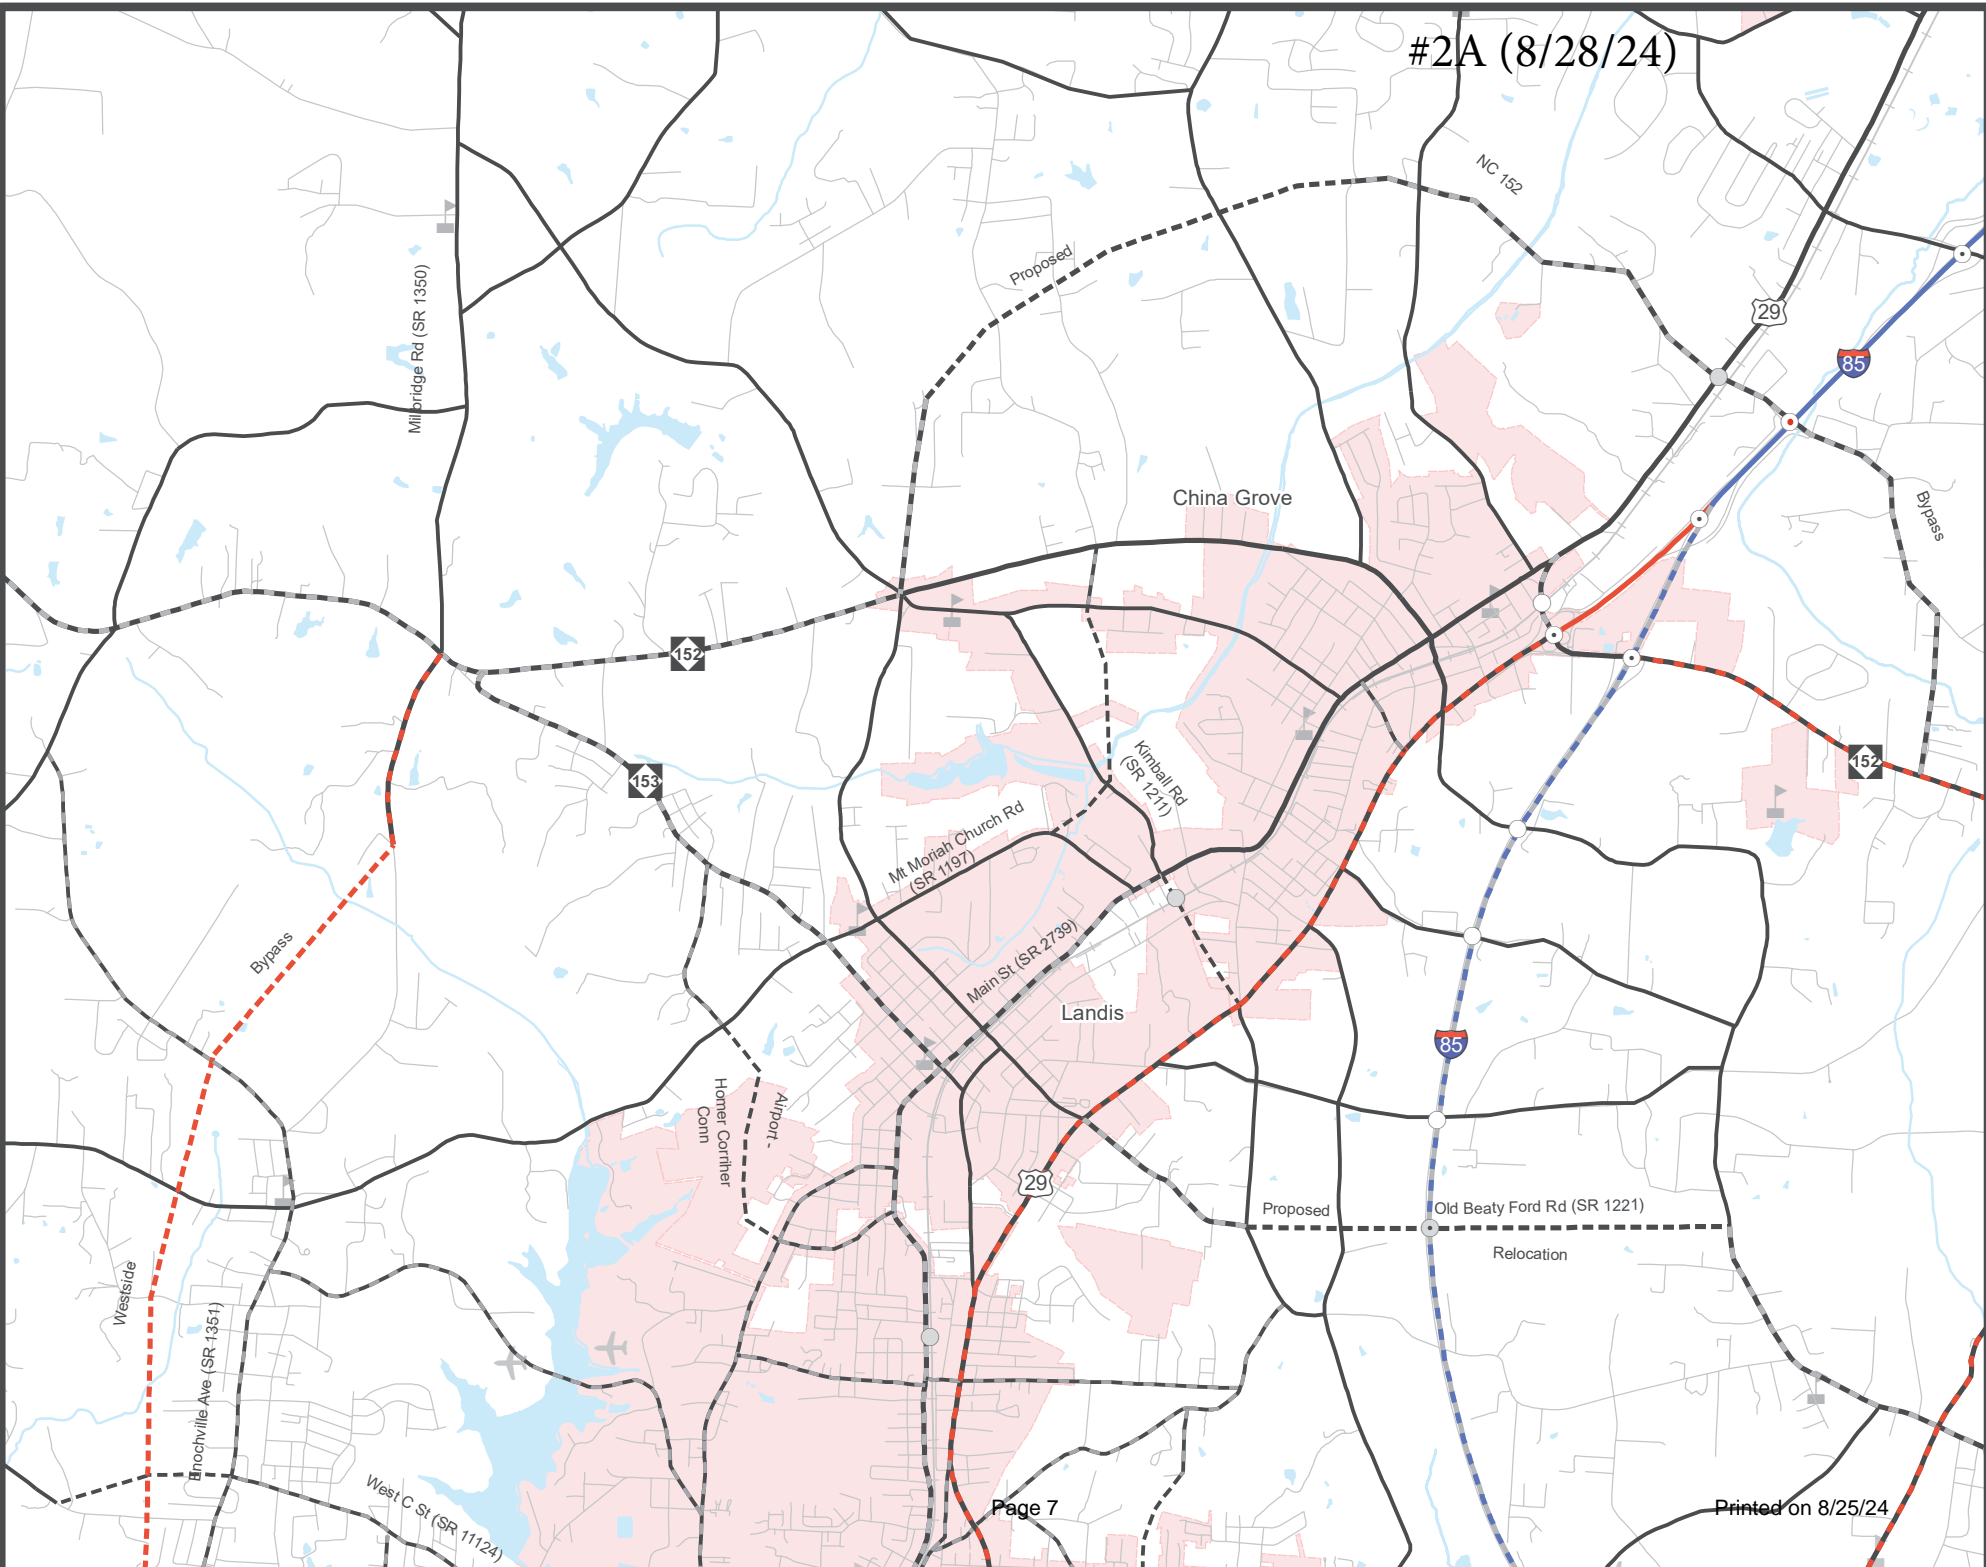 #2A (8/28/24)
NC 152
Proposed
Millbridge Rd (SR 1350)
29
85
China Grove
Bypass
152
153
Kimball Rd
(SR 1211)
152
Mt Moriah Church Rd
(SR 1197)
Bypass
Main St (SR 2739)
Landis
85
Homer Corriher
Conn
Airport -
29
Proposed
Old Beaty Ford Rd (SR 1221)
Relocation
Westside
Enochville Ave (SR 1351)
West C St (SR 11124)
Page 7
Printed on 8/25/24